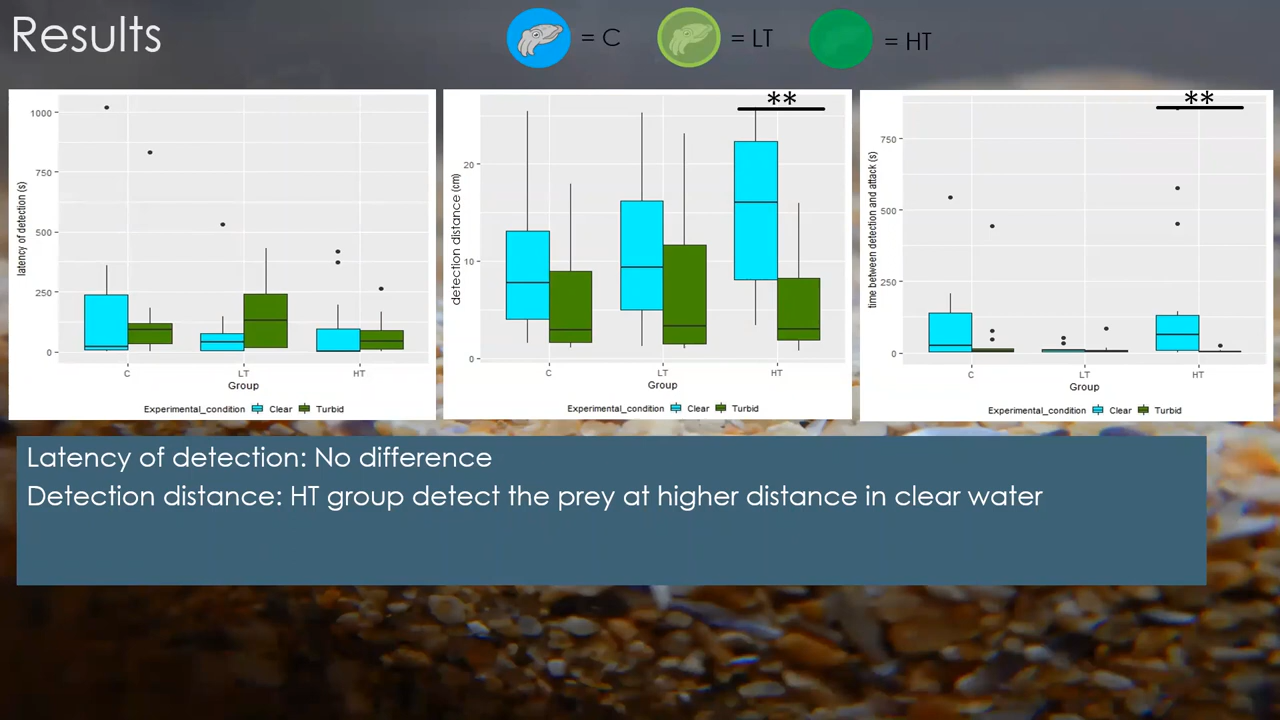 Results
= C
= LT
= HT
latency of detection (s)
1000
750
500
250
0
C
LT
HT
Group
Experimental_condition Clear Turbid
**
detection distance (cm)
20
10
0
C
LT
HT
Group
Experimental_condition Clear Turbid
**
time between detection and attack (s)
750
500
250
0
C
LT
HT
Group
Experimental_condition Clear Turbid
Latency of detection: No difference
Detection distance: HT group detect the prey at higher distance in clear water